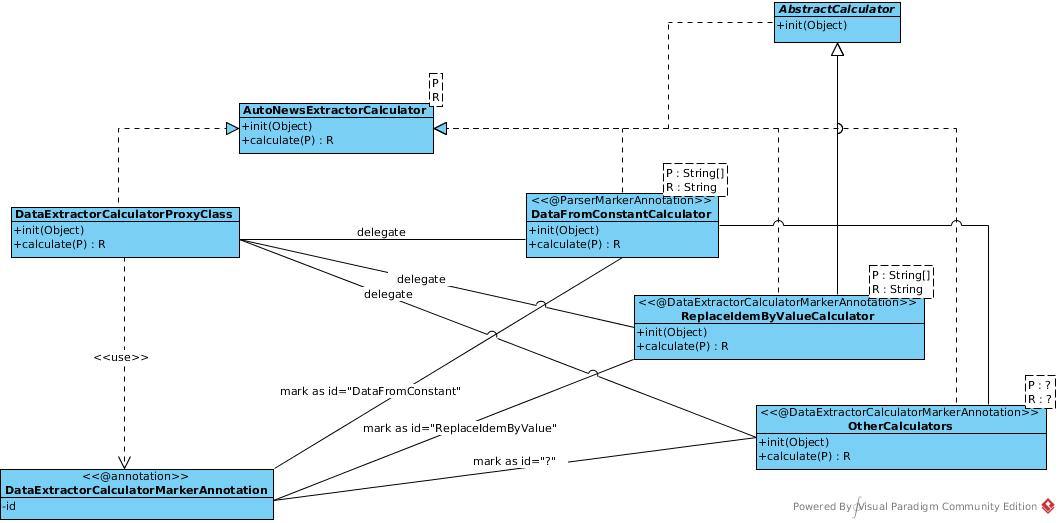 AbstractCalculator
+init(Object)
P
R
AutoNewsExtractorCalculator
+init(Object)
+calculate(P) : R
P : String[]
R : String
<<@ParserMarkerAnnotation>>
DataFromConstantCalculator
+init(Object)
+calculate(P) : R
DataExtractorCalculatorProxyClass
+init(Object)
+calculate(P) : R
delegate
delegate
delegate
P : String[]
R : String
<<@DataExtractorCalculatorMarkerAnnotation>>
ReplaceIdemByValueCalculator
+init(Object)
+calculate(P) : R
<<use>>
mark as id="DataFromConstant"
mark as id="ReplaceIdemByValue"
mark as id="?"
P : ?
R : ?
<<@DataExtractorCalculatorMarkerAnnotation>>
OtherCalculators
+init(Object)
+calculate(P) : R
<<@annotation>>
DataExtractorCalculatorMarkerAnnotation
-id
Powered By Visual Paradigm Community Edition